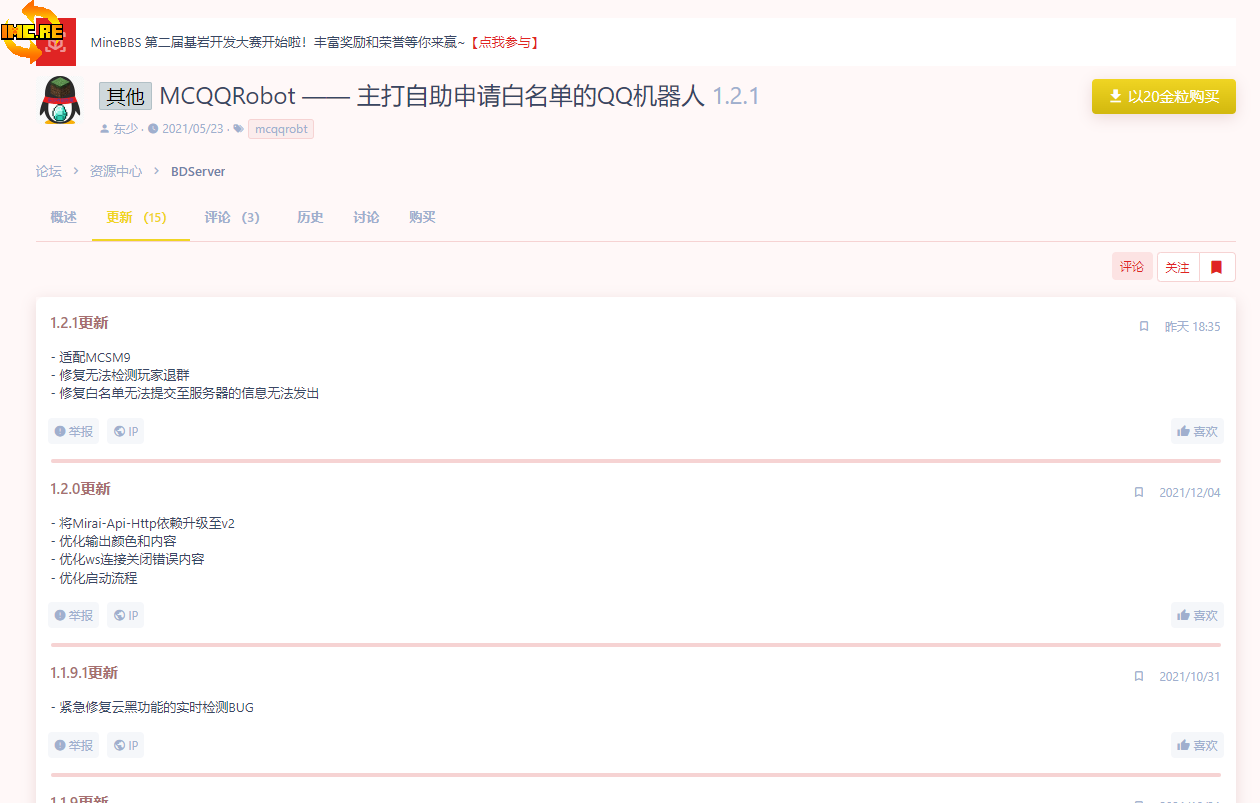 IMC.RE
MineBBS 第二届基岩开发大赛开始啦！丰富奖励和荣誉等你来赢~【点我参与】
其他 MCQQRobot —— 主打自助申请白名单的QQ机器人 1.2.1
以20金粒购买
东少 · 2021/05/23 · mcqqrobt
论坛 > 资源中心 > BDServer
概述 更新 (15) 评论 (3) 历史 讨论 购买
评论 关注
1.2.1更新
昨天 18:35
- 适配MCSM9
- 修复无法检测玩家退群
- 修复白名单无法提交至服务器的信息无法发出
举报 IP 喜欢
1.2.0更新
2021/12/04
- 将Mirai-Api-Http依赖升级至v2
- 优化输出颜色和内容
- 优化ws连接关闭错误内容
- 优化启动流程
举报 IP 喜欢
1.1.9.1更新
2021/10/31
- 紧急修复云黑功能的实时检测BUG
举报 IP 喜欢
1.1.9更新